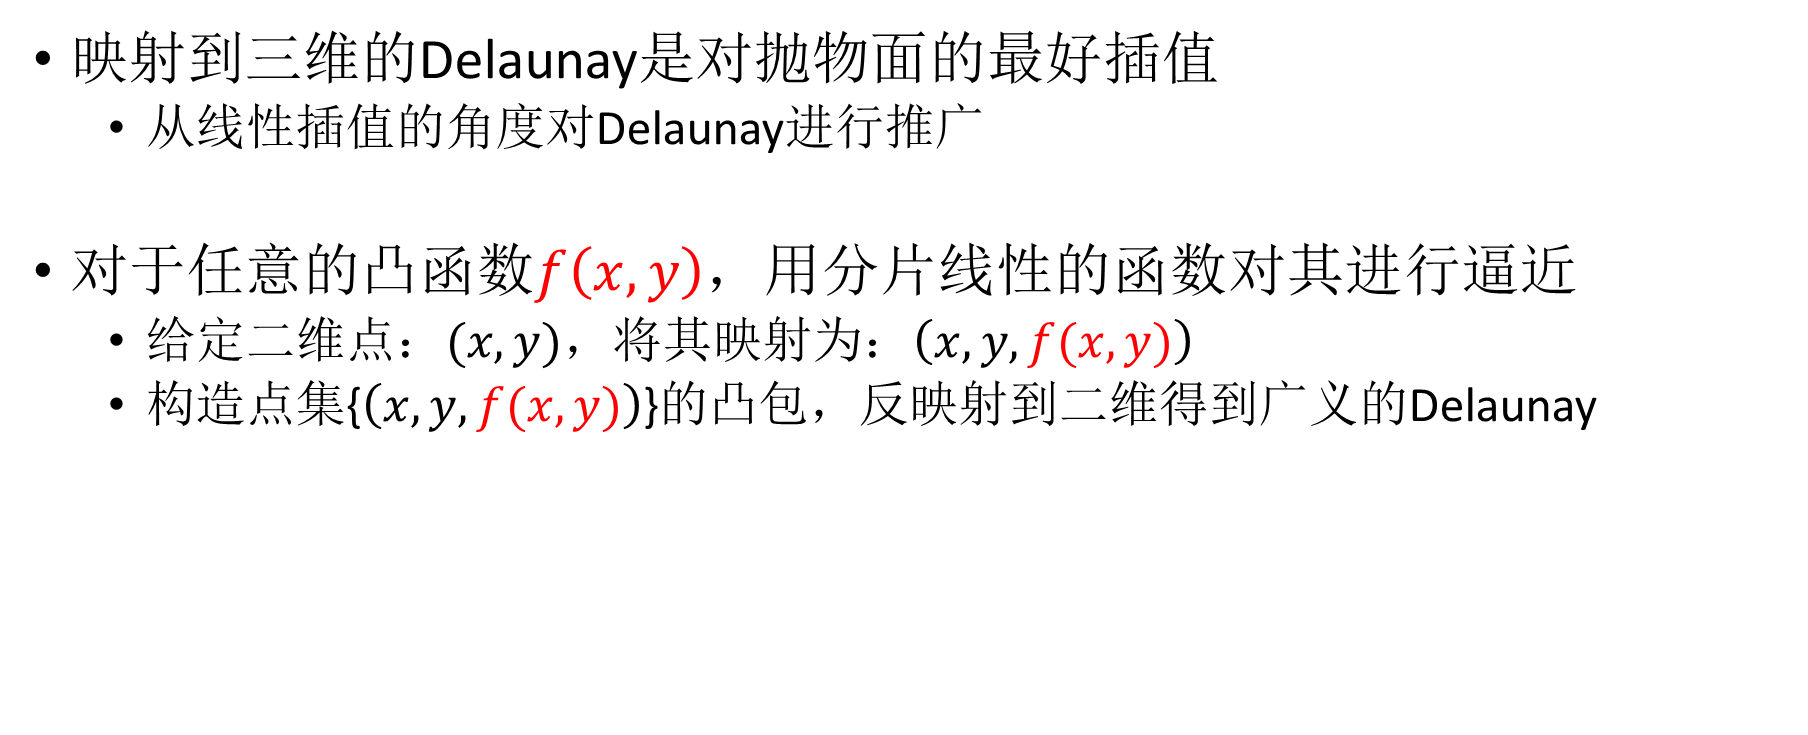 • 映射到三维的Delaunay是对抛物面的最好插值
• 从线性插值的角度对Delaunay进行推广
• 对于任意的凸函数f(x,y)，用分片线性的函数对其进行逼近
• 给定二维点：(x,y)，将其映射为：(x,y,f(x,y))
• 构造点集{(x,y,f(x,y))}的凸包，反映射到二维得到广义的Delaunay